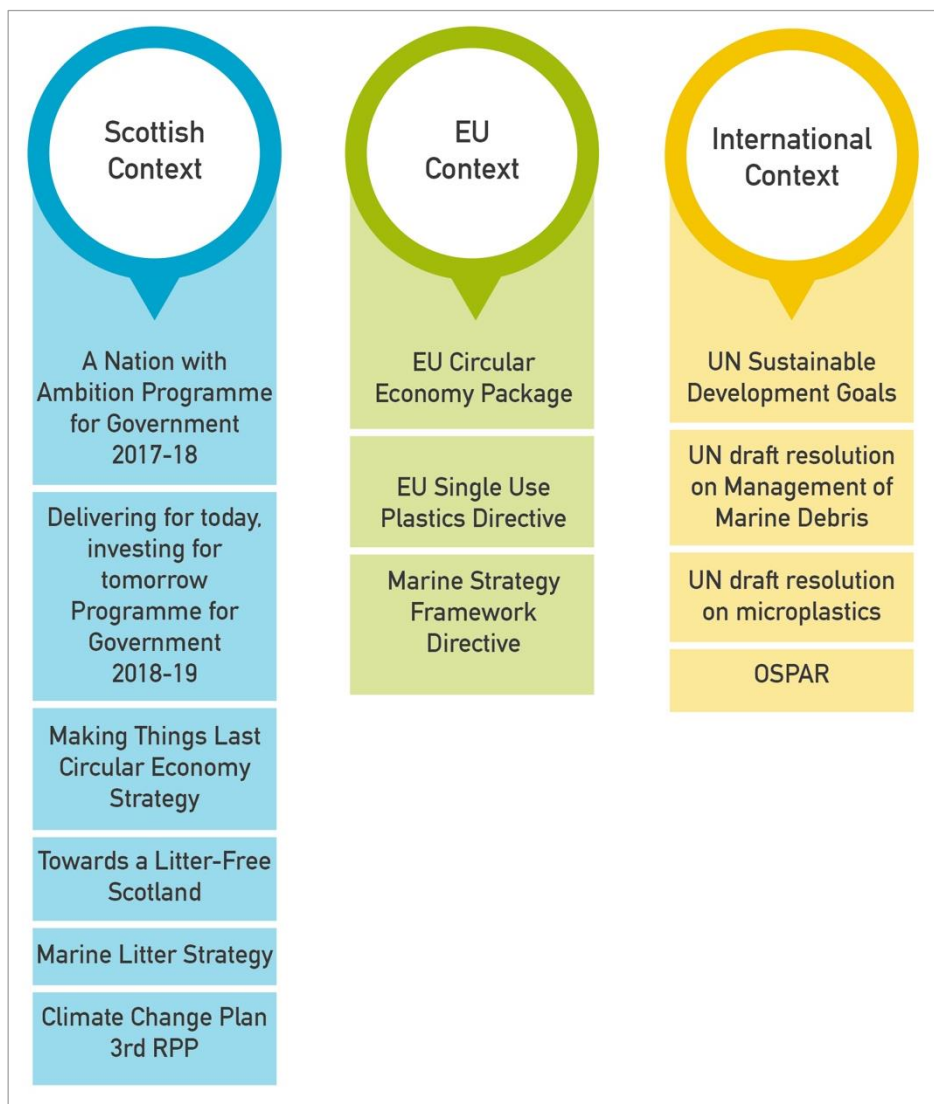 Scottish
Context
A Nation with
Ambition Programme
for Government
2017-18
Delivering for today,
investing for
tomorrow
Programme for
Government
2018-19
Making Things Last
Circular Economy
Strategy
Towards a Litter-Free
Scotland
Marine Litter Strategy
Climate Change Plan
3rd RPP
EU
Context
EU Circular
Economy Package
EU Single Use
Plastics Directive
Marine Strategy
Framework
Directive
International
Context
UN Sustainable
Development Goals
UN draft resolution
on Management of
Marine Debris
UN draft resolution
on microplastics
OSPAR